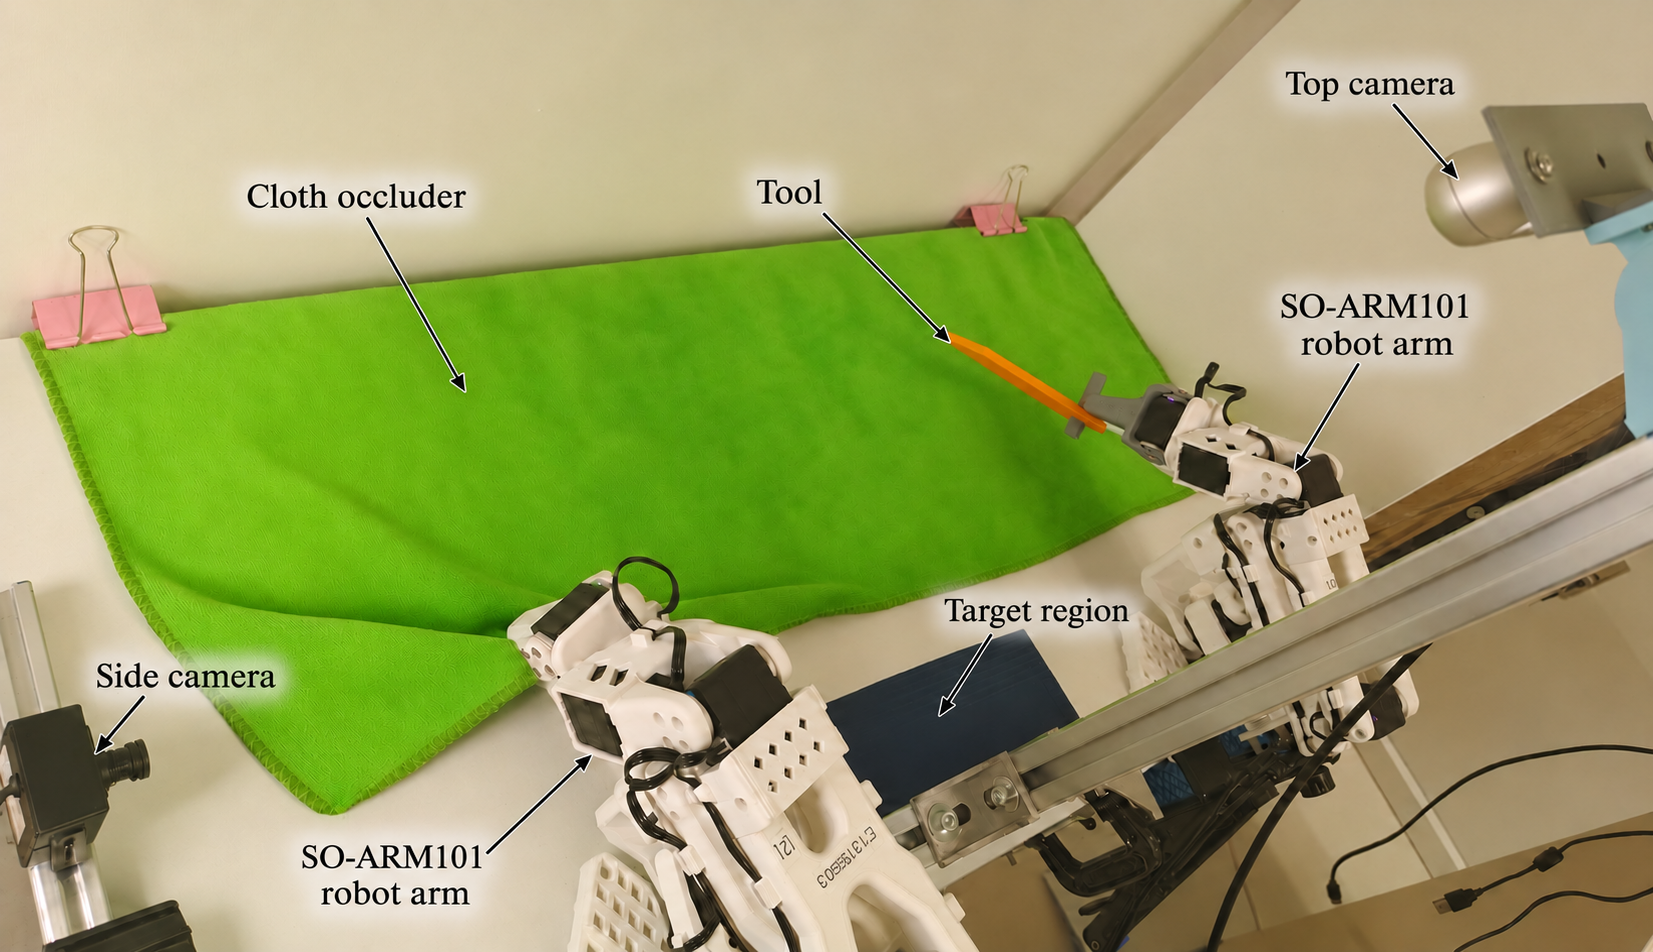 Top camera
Cloth occluder
Tool
SO-ARM101
robot arm
Target region
Side camera
SO-ARM101
robot arm